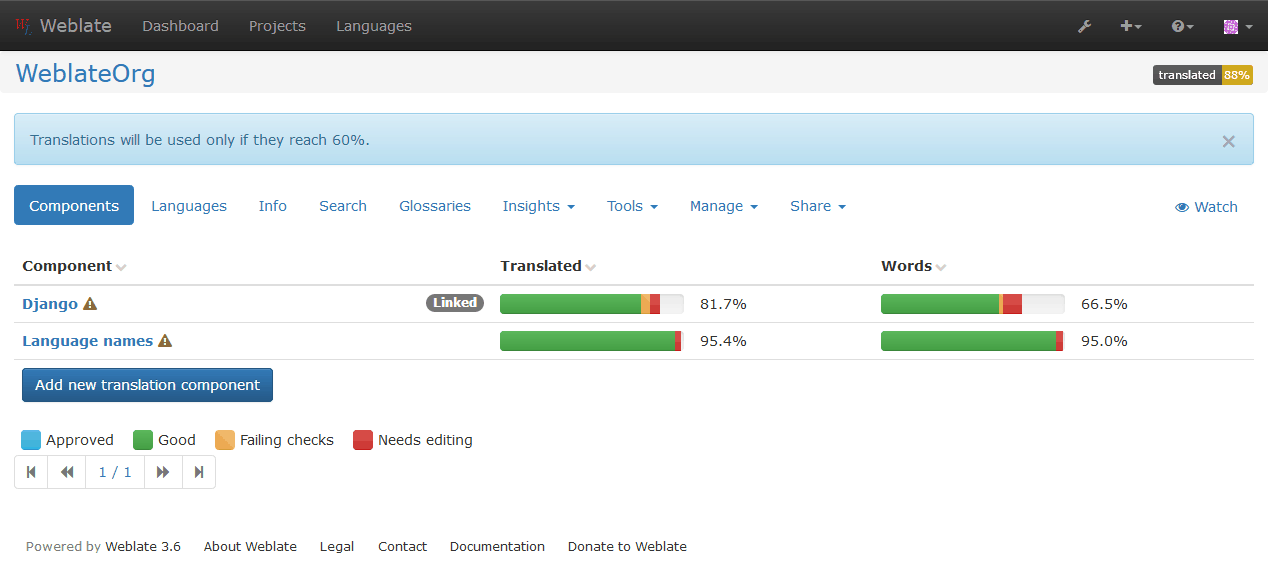 Weblate Dashboard Projects Languages
WeblateOrg translated 88%
Translations will be used only if they reach 60%. ×
Components Languages Info Search Glossaries Insights Tools Manage Share Watch
Component Translated Words
Django Linked 81.7% 66.5%
Language names 95.4% 95.0%
Add new translation component
Approved Good Failing checks Needs editing
1 / 1
Powered by Weblate 3.6 About Weblate Legal Contact Documentation Donate to Weblate